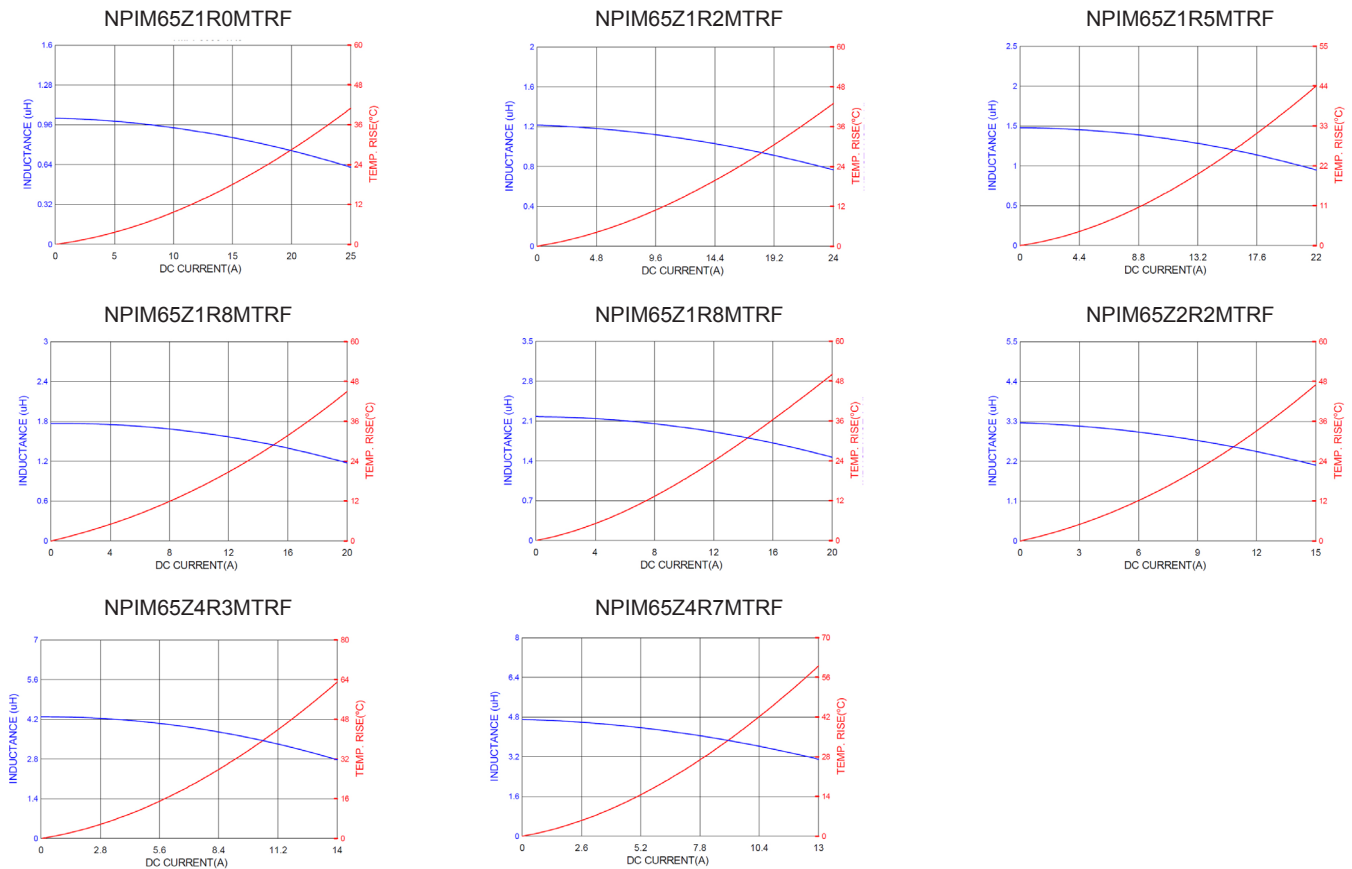 NPIM65Z1R0MTRF
1.6
1.28
0.96
0.64
0.32
0
INDUCTANCE (uH)
60
48
36
24
12
0
TEMP. RISE(°C)
0 5 10 15 20 25
DC CURRENT(A)
NPIM65Z1R2MTRF
2
1.6
1.2
0.8
0.4
0
INDUCTANCE (uH)
60
48
36
24
12
0
TEMP. RISE(°C)
0 4.8 9.6 14.4 19.2 24
DC CURRENT(A)
NPIM65Z1R5MTRF
2.5
2
1.5
1
0.5
0
INDUCTANCE (uH)
55
44
33
22
11
0
TEMP. RISE(°C)
0 4.4 8.8 13.2 17.6 22
DC CURRENT(A)
NPIM65Z1R8MTRF
3
2.4
1.8
1.2
0.6
0
INDUCTANCE (uH)
60
48
36
24
12
0
TEMP. RISE(°C)
0 4 8 12 16 20
DC CURRENT(A)
NPIM65Z1R8MTRF
3.5
2.8
2.1
1.4
0.7
0
INDUCTANCE (uH)
60
48
36
24
12
0
TEMP. RISE(°C)
0 4 8 12 16 20
DC CURRENT(A)
NPIM65Z2R2MTRF
5.5
4.4
3.3
2.2
1.1
0
INDUCTANCE (uH)
60
48
36
24
12
0
TEMP. RISE(°C)
0 3 6 9 12 15
DC CURRENT(A)
NPIM65Z4R3MTRF
7
5.6
4.2
2.8
1.4
0
INDUCTANCE (uH)
80
64
48
32
16
0
TEMP. RISE(°C)
0 2.8 5.6 8.4 11.2 14
DC CURRENT(A)
NPIM65Z4R7MTRF
8
6.4
4.8
3.2
1.6
0
INDUCTANCE (uH)
70
56
42
28
14
0
TEMP. RISE(°C)
0 2.6 5.2 7.8 10.4 13
DC CURRENT(A)